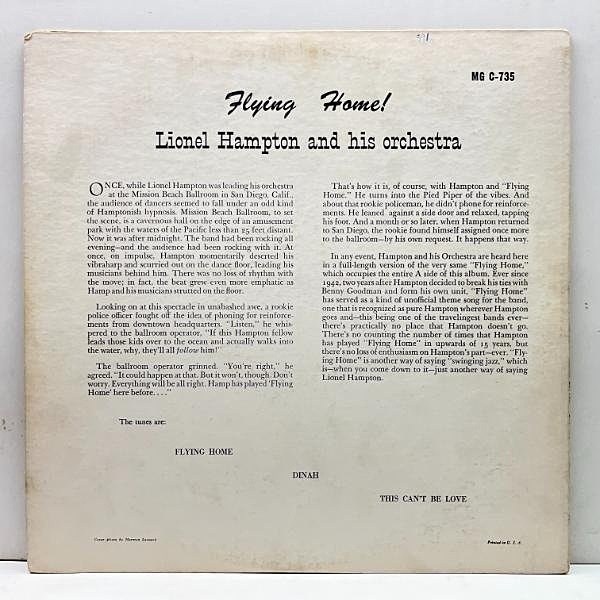 MG C-735
Flying Home!
Lionel Hampton and his orchestra
ONCE, while Lionel Hampton was leading his orchestra
at the Mission Beach Ballroom in San Diego, Calif.,
the audience of dancers seemed to fall under an odd kind
of Hamptonish hypnosis. Mission Beach Ballroom, to set
the scene, is a cavernous hall on the edge of an amusement
park with the waters of the Pacific less than 25 feet distant.
Now it was after midnight. The band had been rocking all
evening—and the audience had been rocking with it. At
once, on impulse, Hampton momentarily deserted his
vibraharp and scurried out on the dance floor, leading his
musicians behind him. There was no loss of rhythm with
the move; in fact, the beat grew even more emphatic as
Hamp and his musicians strutted on the floor.
Looking on at this spectacle in unabashed awe, a rookie
police officer fought off the idea of phoning for reinforce-
ments from downtown headquarters. "Listen," he whis-
pered to the ballroom operator, "If this Hampton fellow
leads those kids over to the ocean and actually walks into
the water, why, they'll all follow him!"
The ballroom operator grinned. "You're right," he
agreed. "It could happen at that. But it won't, though. Don't
worry. Everything will be all right. Hamp has played 'Flying
Home' here before. . . ."
That's how it is, of course, with Hampton and "Flying
Home." He turns into the Pied Piper of the vibes. And
about that rookie policeman, he didn't phone for reinforce-
ments. He leaned against a side door and relaxed, tapping
his foot. And a month or so later, when Hampton returned
to San Diego, the rookie found himself assigned once more
to the ballroom—by his own request. It happens that way.
In any event, Hampton and his Orchestra are heard here
in a full-length version of the very same "Flying Home,"
which occupies the entire A side of this album. Ever since
1942, two years after Hampton decided to break his ties with
Benny Goodman and form his own unit, "Flying Home"
has served as a kind of unofficial theme song for the band,
one that is recognized as pure Hampton wherever Hampton
goes and—this being one of the travelingest bands ever—
there's practically no place that Hampton doesn't go.
There's no counting the number of times that Hampton
has played "Flying Home" in upwards of 15 years, but
there's no loss of enthusiasm on Hampton's part—ever. "Fly-
ing Home" is another way of saying "swinging jazz," which
is—when you come down to it—just another way of saying
Lionel Hampton.
The tunes are:
FLYING HOME
DINAH
THIS CAN'T BE LOVE
Cover photo by Herman Leonard
Printed in U. S. A.